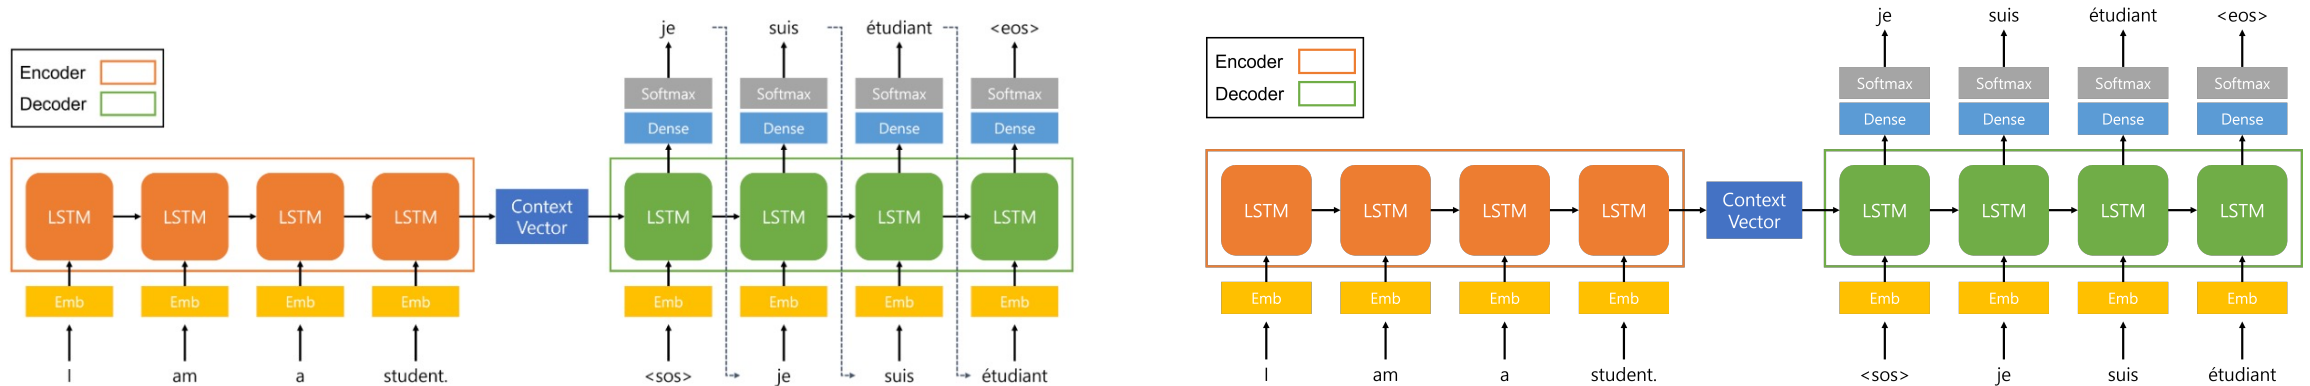 je suis étudiant <eos>
Encoder
Decoder
Softmax Softmax Softmax Softmax
Dense Dense Dense Dense
LSTM LSTM LSTM LSTM
Context
Vector
LSTM LSTM LSTM LSTM
Emb Emb Emb Emb
Emb Emb Emb Emb
I am a student.
<sos> je suis étudiant
je suis étudiant <eos>
Encoder
Decoder
Softmax Softmax Softmax Softmax
Dense Dense Dense Dense
LSTM LSTM LSTM LSTM
Context
Vector
LSTM LSTM LSTM LSTM
Emb Emb Emb Emb
Emb Emb Emb Emb
I am a student.
<sos> je suis étudiant